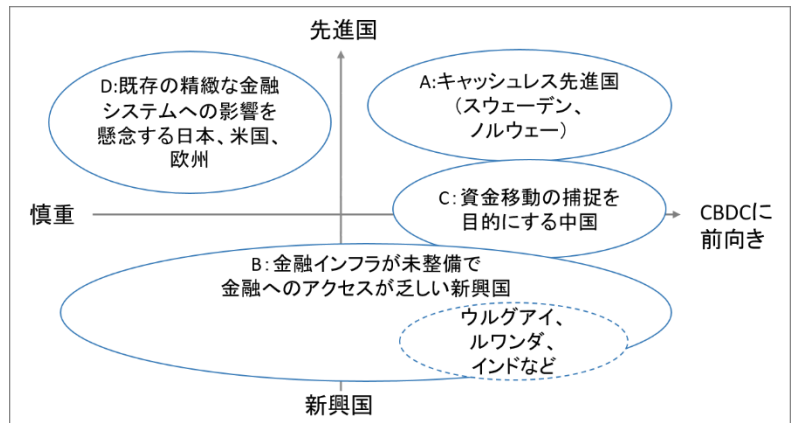 先進国
D:既存の精緻な金融
システムへの影響を
懸念する日本、米国、
欧州
A:キャッシュレス先進国
(スウェーデン、
ノルウェー)
慎重
C:資金移動の捕捉を
目的にする中国
CBDCに
前向き
B:金融インフラが未整備で
金融へのアクセスが乏しい新興国
ウルグアイ、
ルワンダ、
インドなど
新興国